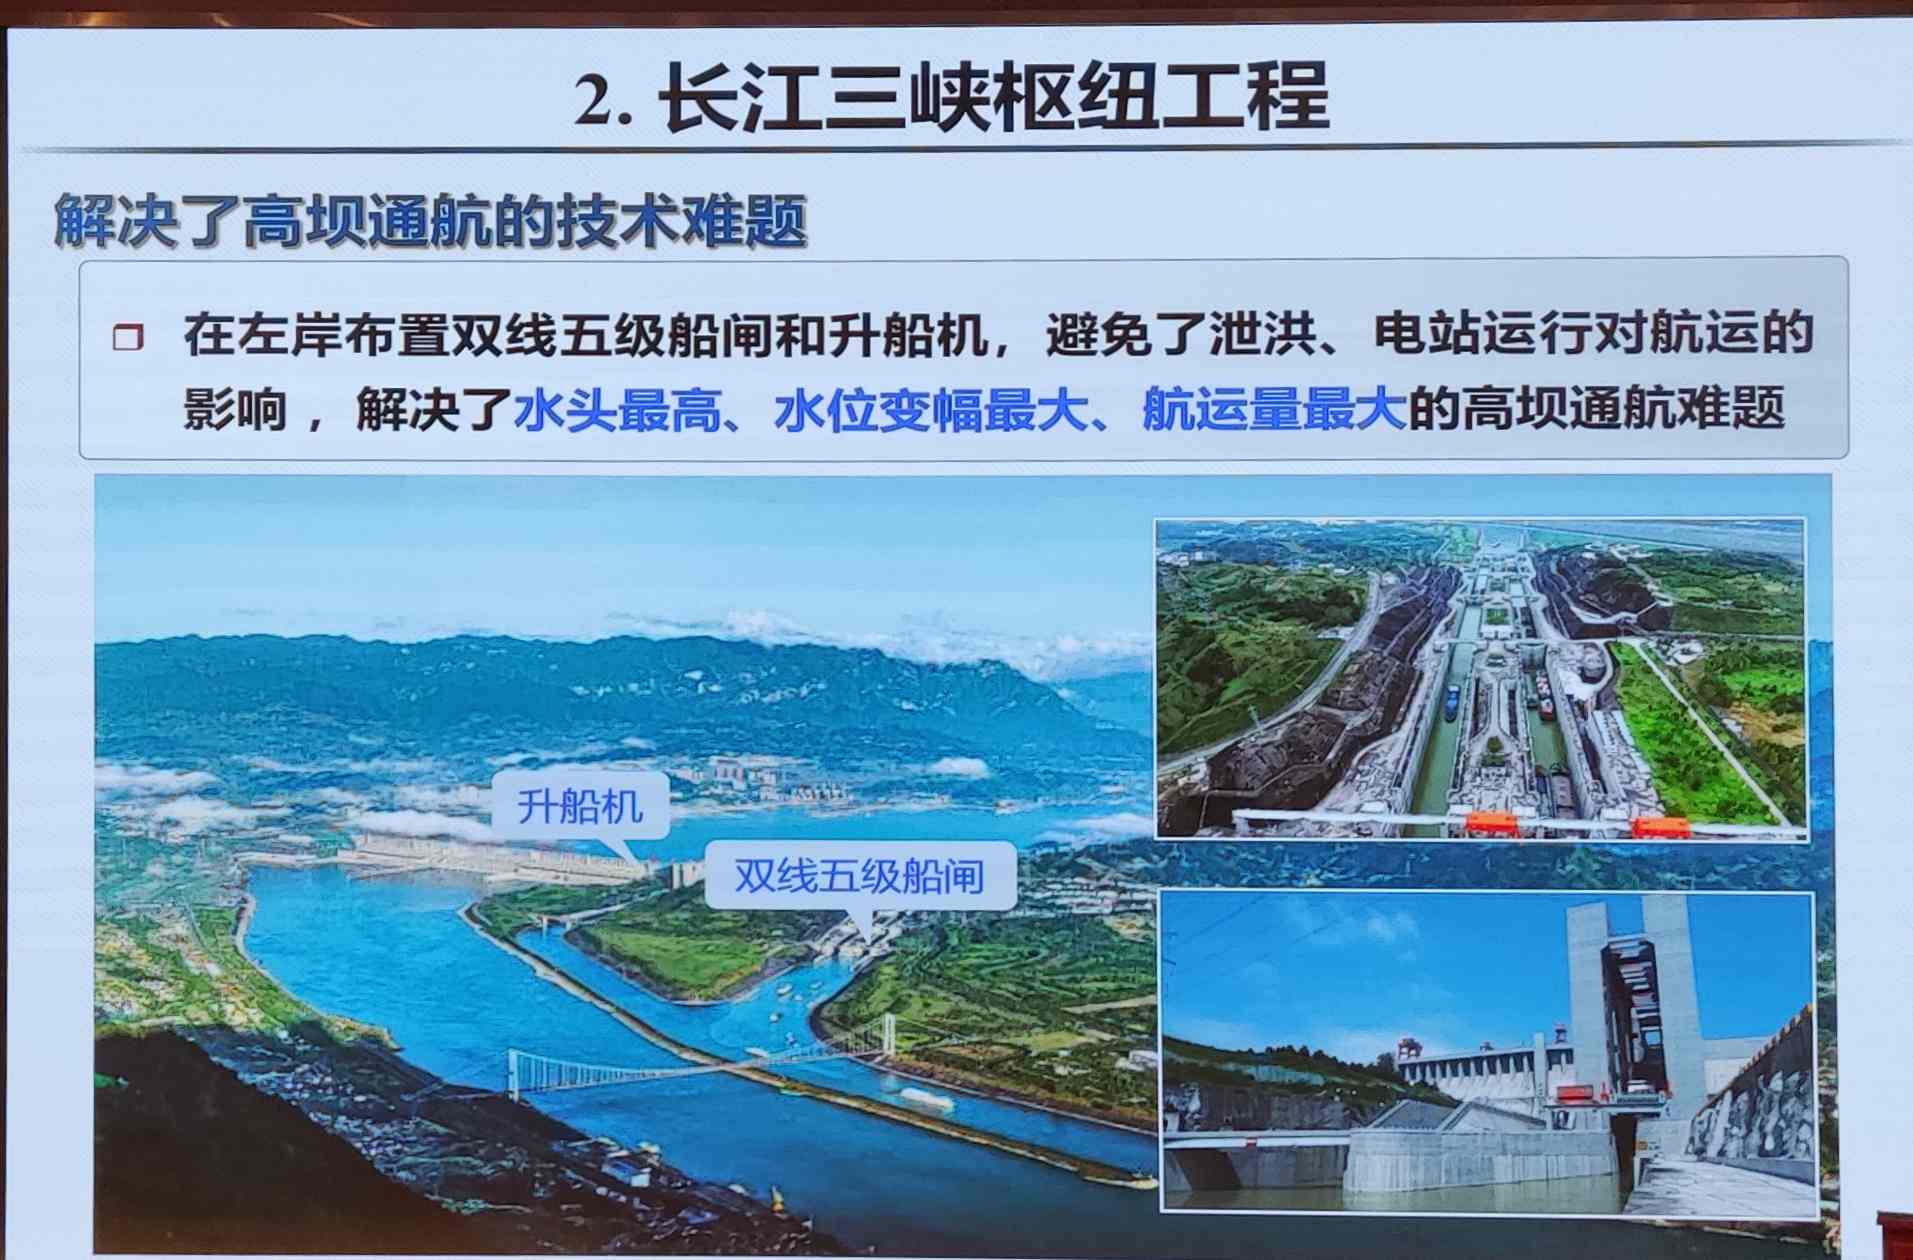 2. 长江三峡枢纽工程
解决了高坝通航的技术难题
在左岸布置双线五级船闸和升船机，避免了泄洪、电站运行对航运的
影响，解决了水头最高、水位变幅最大、航运量最大的高坝通航难题
升船机
双线五级船闸